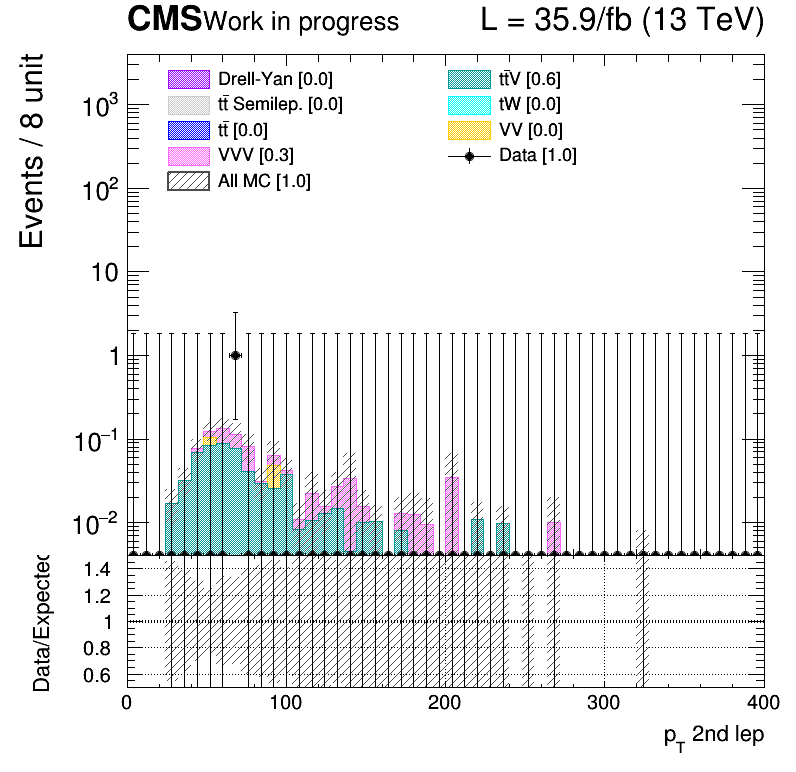 CMS Work in progress L = 35.9/fb (13 TeV)
Events / 8 unit
Drell-Yan [0.0]
tt̄ Semilep. [0.0]
tt̄ [0.0]
VVV [0.3]
All MC [1.0]
tt̄V [0.6]
tW [0.0]
VV [0.0]
Data [1.0]
10³
10²
10
1
10⁻¹
10⁻²
Data/Expected
1.4
1.2
1
0.8
0.6
0 100 200 300 400
p_T 2nd lep